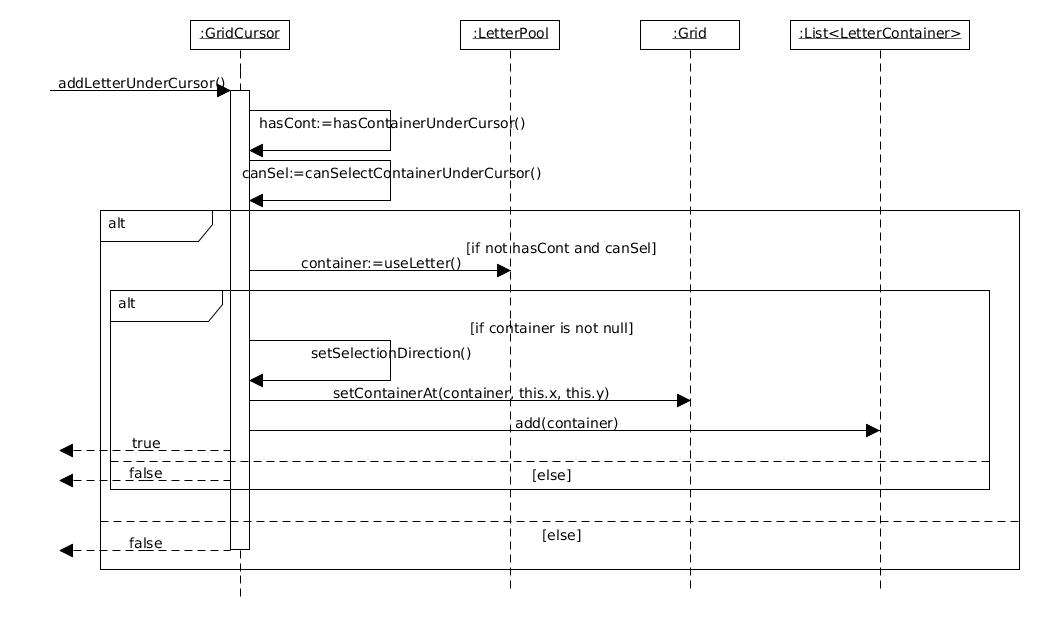 :GridCursor
:LetterPool
:Grid
:List<LetterContainer>
addLetterUnderCursor()
hasCont:=hasContainerUnderCursor()
canSel:=canSelectContainerUnderCursor()
alt
[if not hasCont and canSel]
container:=useLetter()
alt
[if container is not null]
setSelectionDirection()
setContainerAt(container, this.x, this.y)
add(container)
true
false
[else]
[else]
false